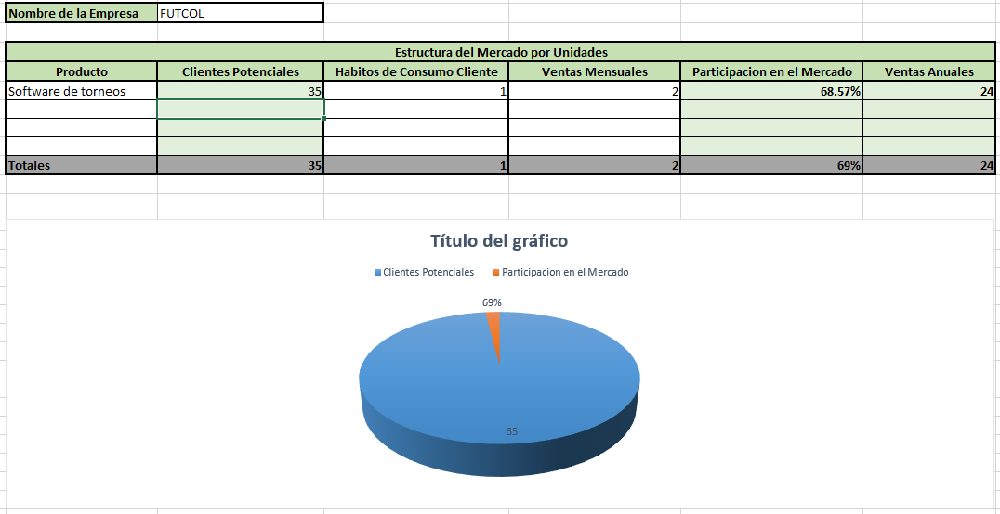 Nombre de la Empresa FUTCOL
Estructura del Mercado por Unidades
Producto Clientes Potenciales Habitos de Consumo Cliente Ventas Mensuales Participacion en el Mercado Ventas Anuales
Software de torneos 35 1 2 68.57% 24
Totales 35 1 2 69% 24
Título del gráfico
Clientes Potenciales Participacion en el Mercado
69%
35